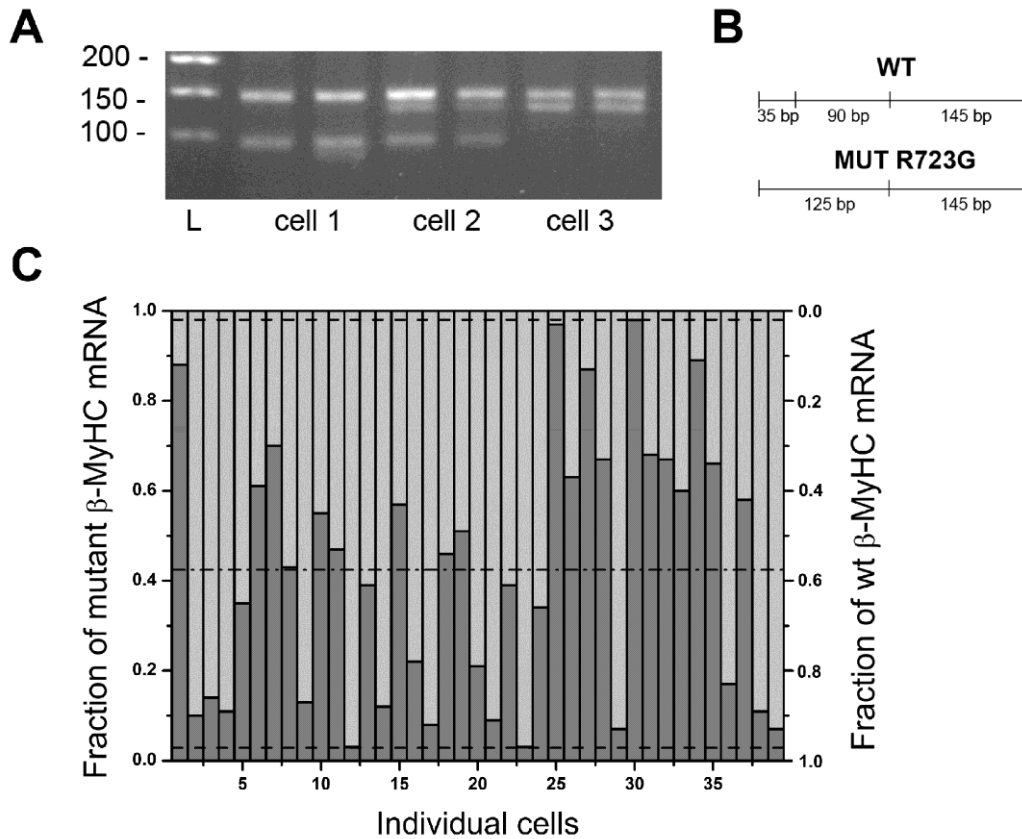 A
200 -
150 -
100 -
L
cell 1
cell 2
cell 3
B
WT
35 bp
90 bp
145 bp
MUT R723G
125 bp
145 bp
C
Fraction of mutant β-MyHC mRNA
1.0
0.8
0.6
0.4
0.2
0.0
0.0
0.2
0.4
0.6
0.8
1.0
Fraction of wt β-MyHC mRNA
5
10
15
20
25
30
35
Individual cells